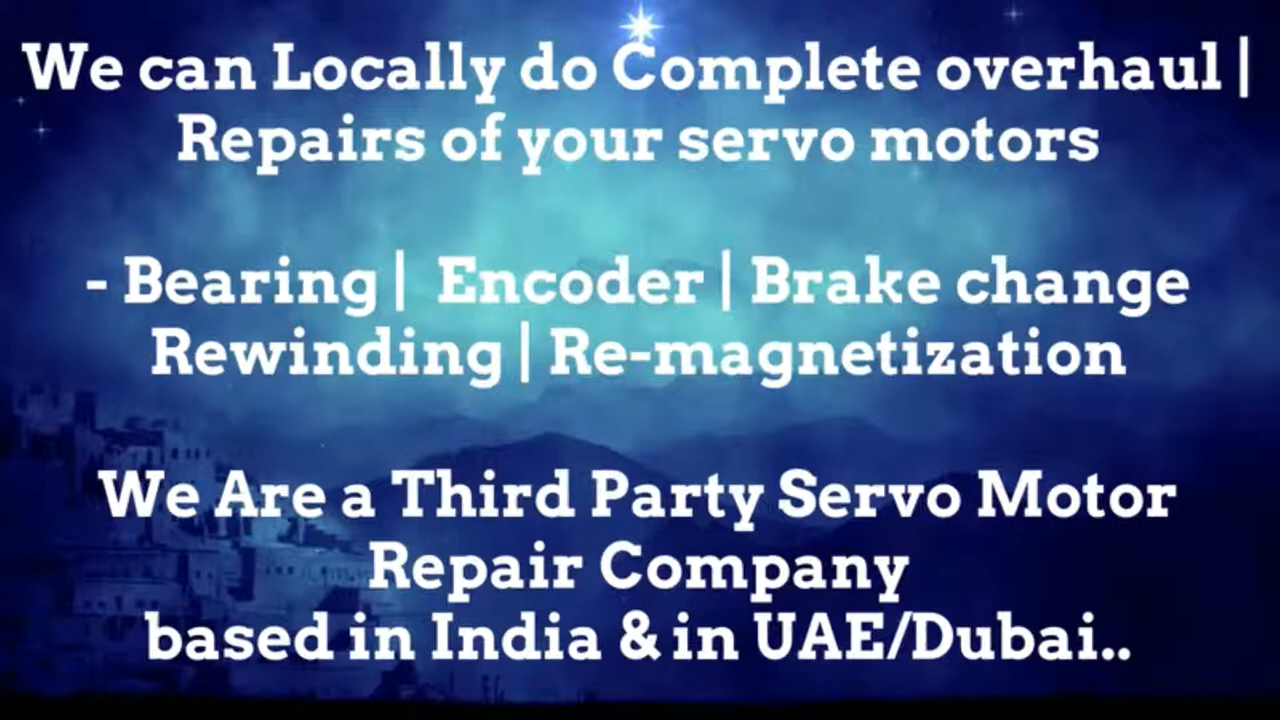 We can Locally do Complete overhaul |
Repairs of your servo motors
- Bearing | Encoder | Brake change
Rewinding | Re-magnetization
We Are a Third Party Servo Motor
Repair Company
based in India & in UAE/Dubai..